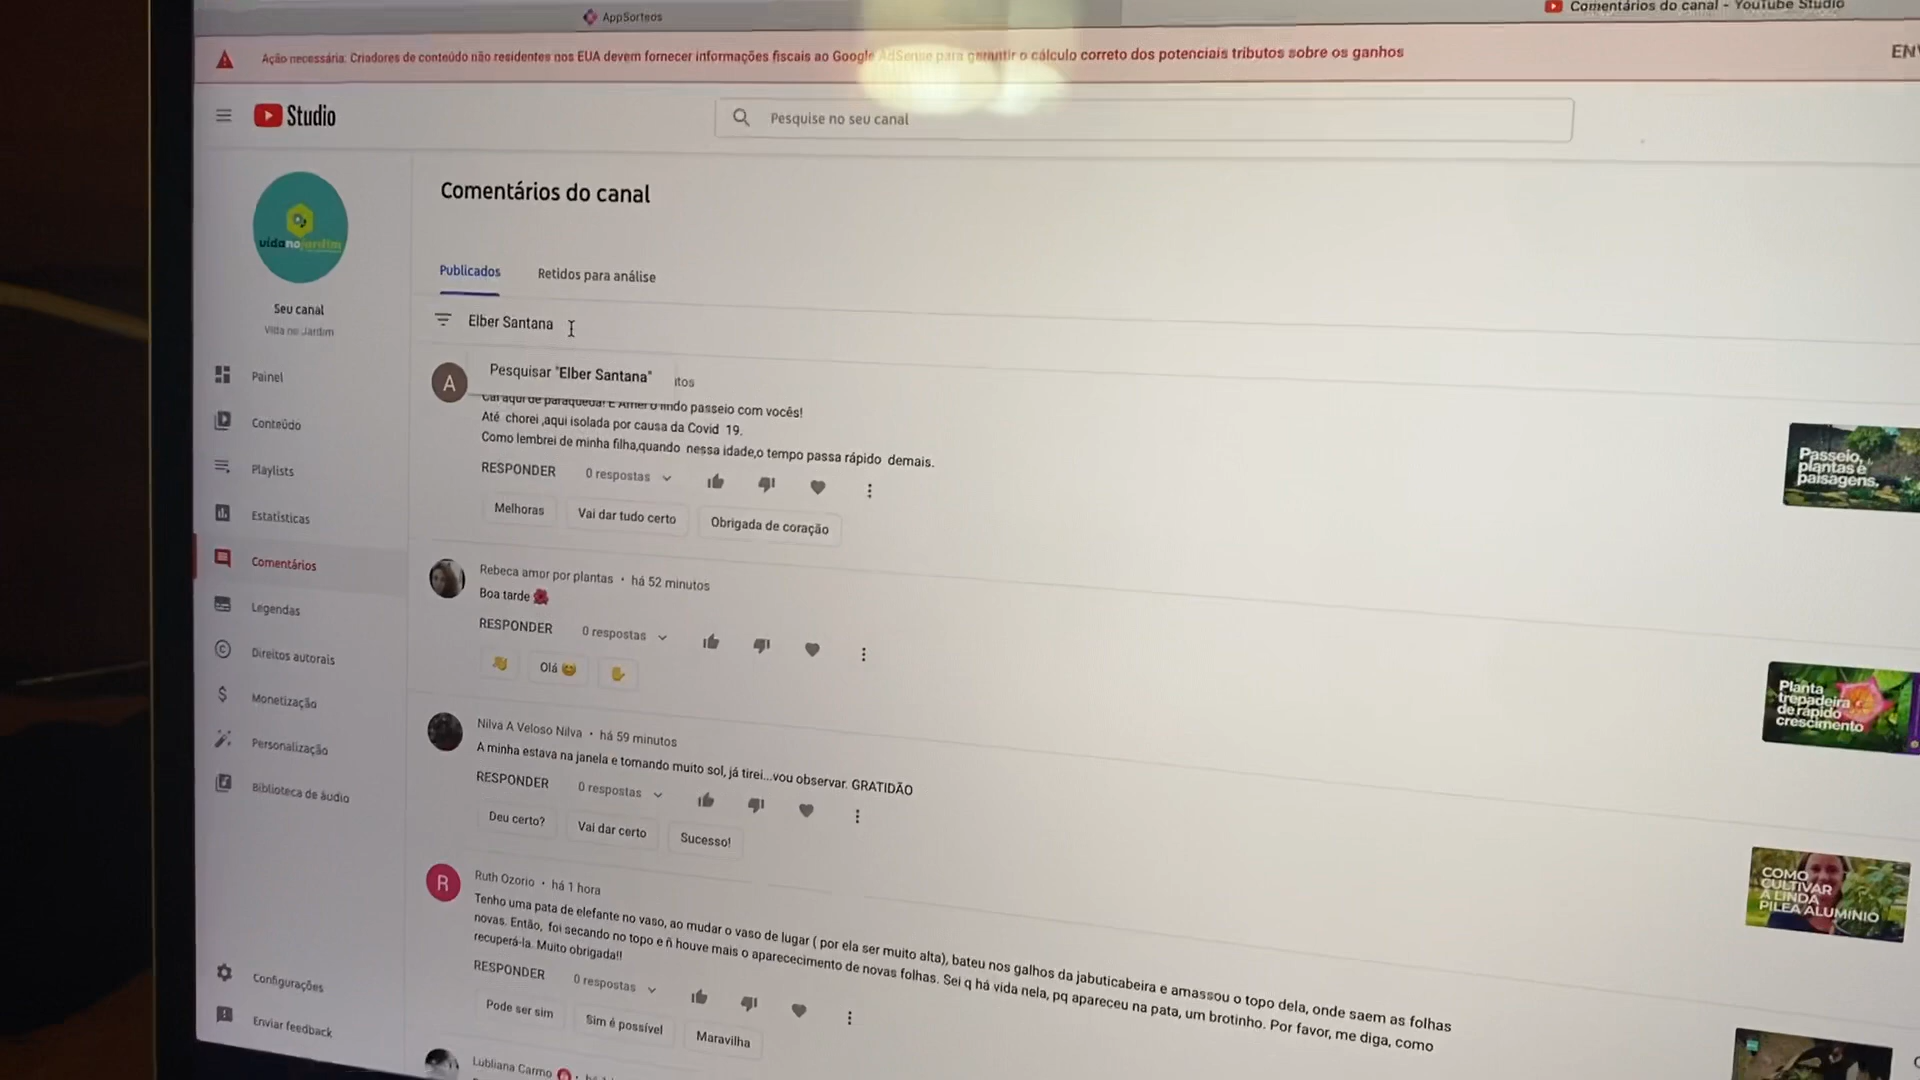 AppSorteos
Comentários do canal - YouTube Studio
Ação necessária: Criadores de conteúdo não residentes nos EUA devem fornecer informações fiscais ao Google AdSense para garantir o cálculo correto dos potenciais tributos sobre os ganhos
Studio
Pesquise no seu canal
Comentários do canal
Publicados
Retidos para análise
Elber Santana
Pesquisar "Elber Santana"
vidanojardim
Seu canal
Vida no Jardim
Painel
Conteúdo
Playlists
Estatísticas
Comentários
Legendas
Direitos autorais
Monetização
Personalização
Biblioteca de áudio
Configurações
Enviar feedback
A
lindo passeio com vocês!
Até chorei ,aqui isolada por causa da Covid 19.
Como lembrei de minha filha,quando nessa idade,o tempo passa rápido demais.
RESPONDER 0 respostas
Melhoras Vai dar tudo certo Obrigada de coração
Passeio,
plantas e
paisagens.
Rebeca amor por plantas • há 52 minutos
Boa tarde 🌺
RESPONDER 0 respostas
Olá 😄
Planta
trepadeira
de rápido
crescimento
Nilva A Veloso Nilva • há 59 minutos
A minha estava na janela e tomando muito sol, já tirei...vou observar. GRATIDÃO
RESPONDER 0 respostas
Deu certo? Vai dar certo Sucesso!
COMO
CULTIVAR
A LINDA
PILEA ALUMINIO
R
Ruth Ozorio • há 1 hora
Tenho uma pata de elefante no vaso, ao mudar o vaso de lugar ( por ela ser muito alta), bateu nos galhos da jabuticabeira e amassou o topo dela, onde saem as folhas
novas. Então, foi secando no topo e ñ houve mais o aparececimento de novas folhas. Sei q há vida nela, pq apareceu na pata, um brotinho. Por favor, me diga, como
recuperá-la. Muito obrigada!!
RESPONDER 0 respostas
Pode ser sim Sim é possível Maravilha
Lubliana Carmo